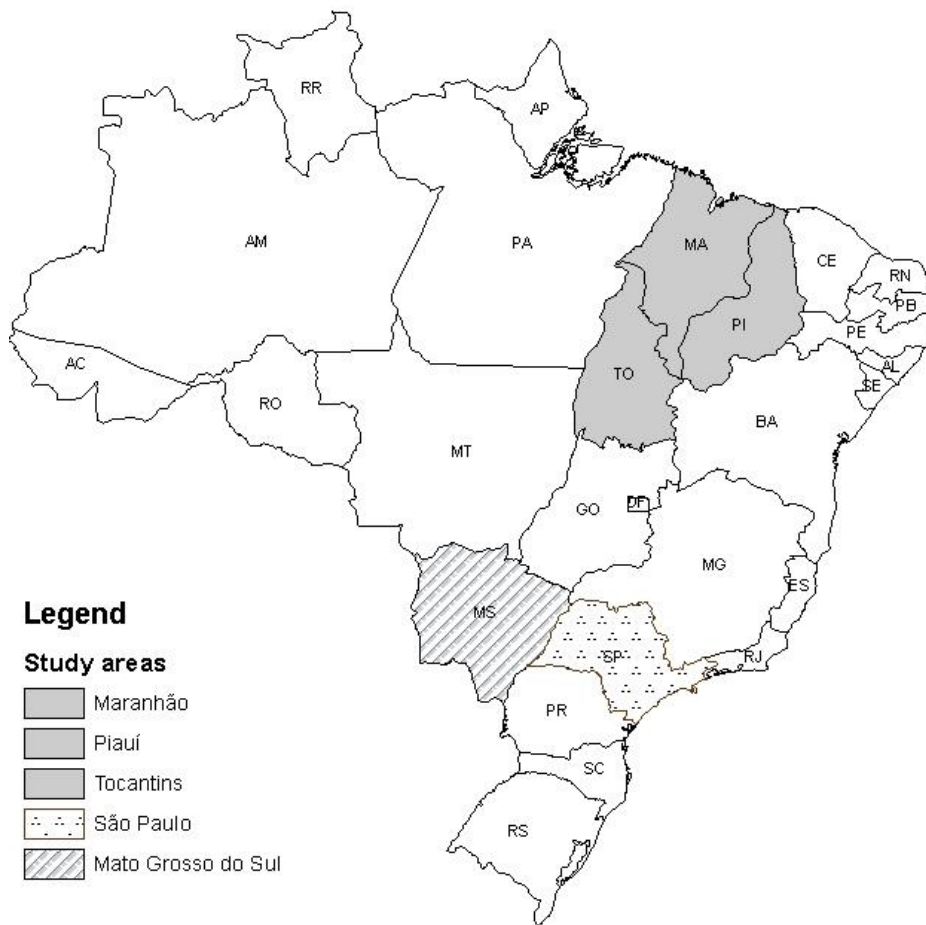 RR
AP
AM
PA
MA
CE
RN
PB
PI
PE
AC
AL
TO
SE
RO
BA
MT
GO
DF
MG
ES
MS
SP
RJ
PR
SC
RS
Legend
Study areas
Maranhão
Piauí
Tocantins
São Paulo
Mato Grosso do Sul